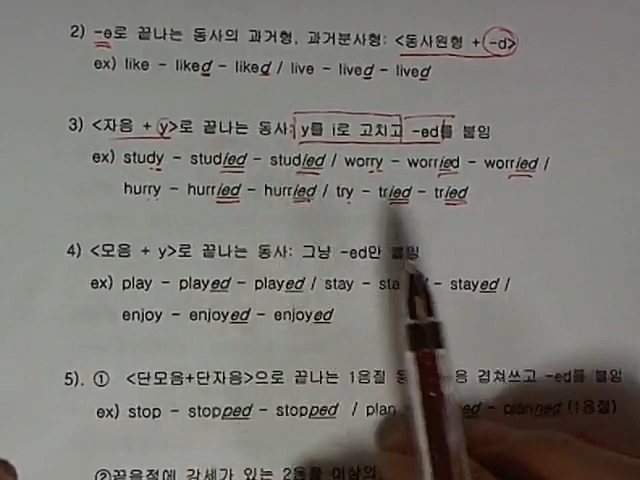 2) -e로 끝나는 동사의 과거형, 과거분사형: <동사원형 + -d>
ex) like - liked - liked / live - lived - lived
3) <자음 + y>로 끝나는 동사: y를 i로 고치고 -ed를 붙임
ex) study - studied - studied / worry - worried - worried /
hurry - hurried - hurried / try - tried - tried
4) <모음 + y>로 끝나는 동사: 그냥 -ed만 붙임
ex) play - played - played / stay - sta - stayed /
enjoy - enjoyed - enjoyed
5). ① <단모음+단자음>으로 끝나는 1음절 겹쳐쓰고 -ed를 붙임
ex) stop - stopped - stopped / plan ed - planned (1음절)
②끝음절에 강세가 있는 2음절 이상의